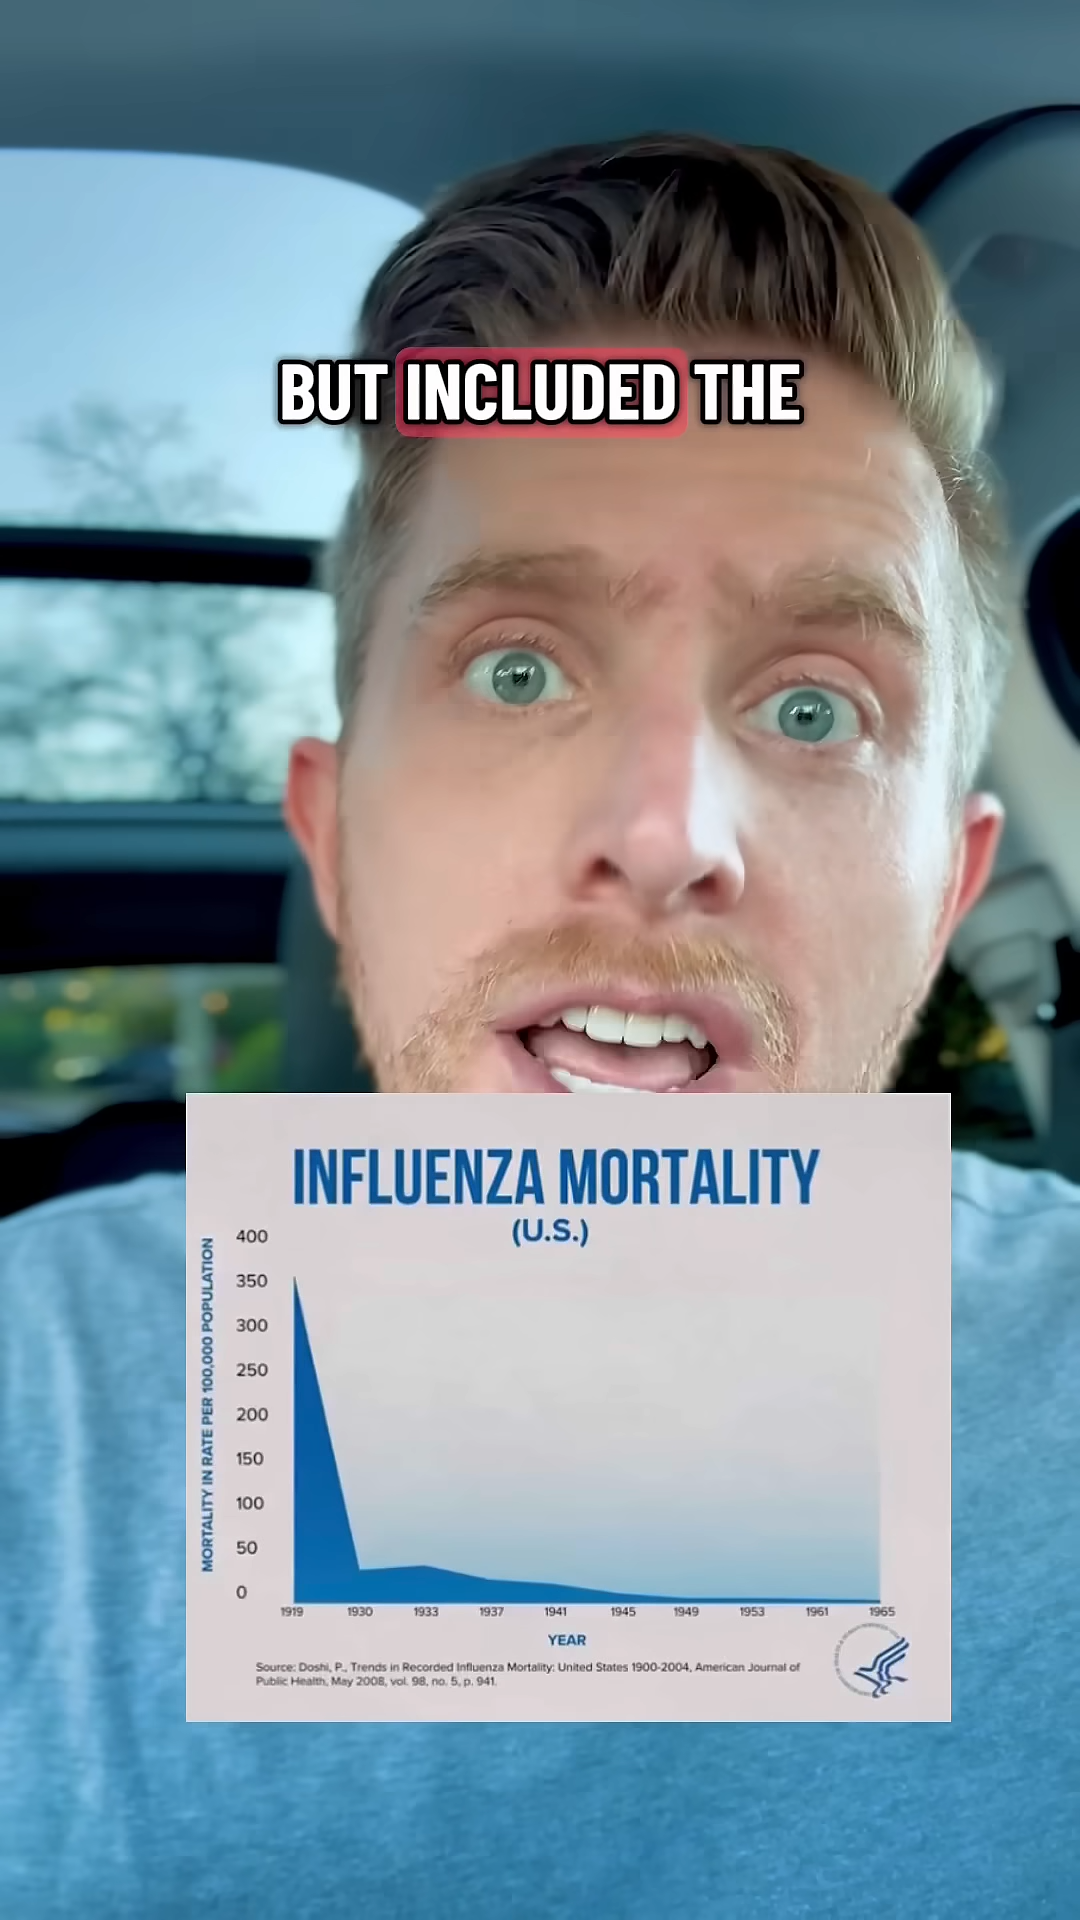 BUT INCLUDED THE
INFLUENZA MORTALITY
(U.S.)
MORTALITY IN RATE PER 100,000 POPULATION
400
350
300
250
200
150
100
50
0
1919 1930 1933 1937 1941 1945 1949 1953 1961 1965
YEAR
Source: Doshi, P., Trends in Recorded Influenza Mortality: United States 1900-2004, American Journal of
Public Health, May 2008, vol. 98, no. 5, p. 941.